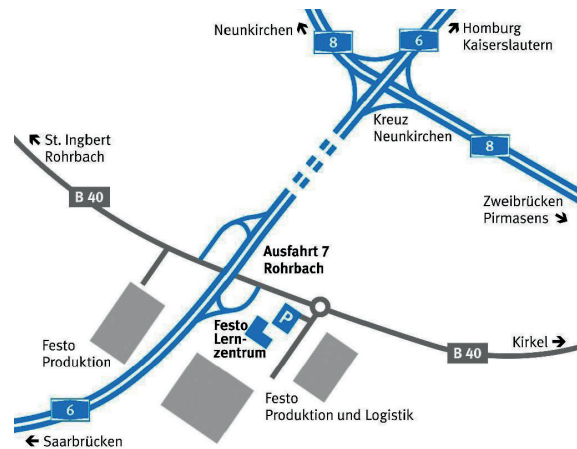 Neunkirchen
8
6
Homburg
Kaiserslautern
Kreuz
Neunkirchen
8
St. Ingbert
Rohrbach
B 40
Zweibrücken
Pirmasens
Ausfahrt 7
Rohrbach
P
Festo
Lern-
zentrum
Festo
Produktion
Kirkel
B 40
Festo
Produktion und Logistik
6
Saarbrücken